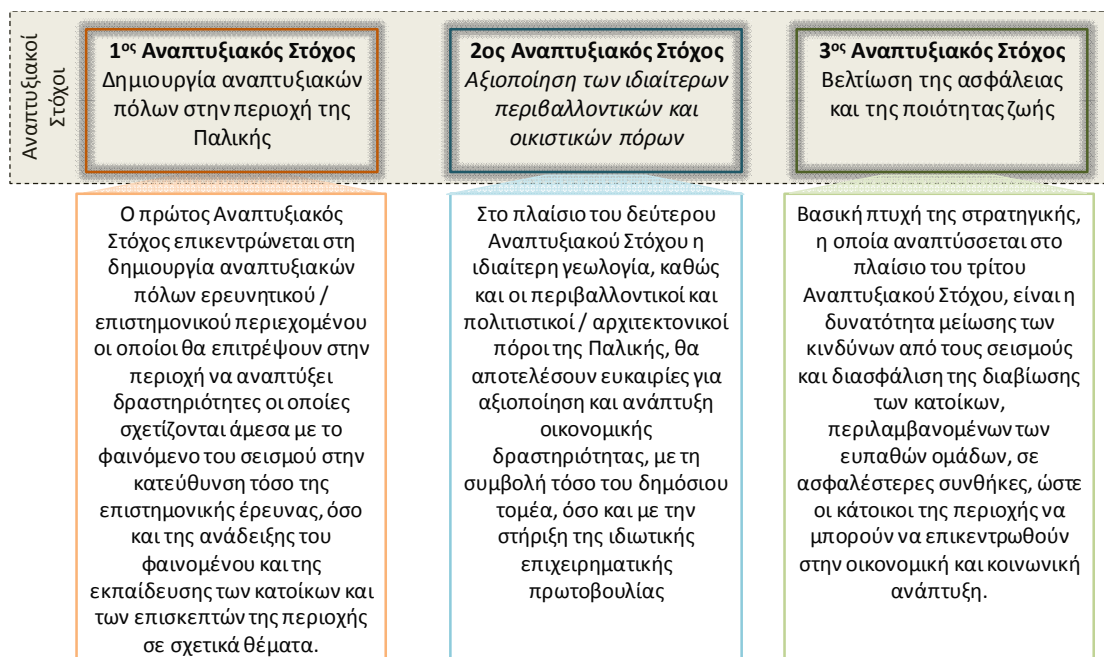 Αναπτυξιακοί
Στόχοι
1ος Αναπτυξιακός Στόχος
Δημιουργία αναπτυξιακών
πόλων στην περιοχή της
Παλικής
2ος Αναπτυξιακός Στόχος
Αξιοποίηση των ιδιαίτερων
περιβαλλοντικών και
οικιστικών πόρων
3ος Αναπτυξιακός Στόχος
Βελτίωση της ασφάλειας
και της ποιότητας ζωής
Ο πρώτος Αναπτυξιακός
Στόχος επικεντρώνεται στη
δημιουργία αναπτυξιακών
πόλων ερευνητικού /
επιστημονικού περιεχομένου
οι οποίοι θα επιτρέψουν στην
περιοχή να αναπτύξει
δραστηριότητες οι οποίες
σχετίζονται άμεσα με το
φαινόμενο του σεισμού στην
κατεύθυνση τόσο της
επιστημονικής έρευνας, όσο
και της ανάδειξης του
φαινομένου και της
εκπαίδευσης των κατοίκων και
των επισκεπτών της περιοχής
σε σχετικά θέματα.
Στο πλαίσιο του δεύτερου
Αναπτυξιακού Στόχου η
ιδιαίτερη γεωλογία, καθώς
και οι περιβαλλοντικοί και
πολιτιστικοί / αρχιτεκτονικοί
πόροι της Παλικής, θα
αποτελέσουν ευκαιρίες για
αξιοποίηση και ανάπτυξη
οικονομικής
δραστηριότητας, με τη
συμβολή τόσο του δημόσιου
τομέα, όσο και με την
στήριξη της ιδιωτικής
επιχειρηματικής
πρωτοβουλίας
Βασική πτυχή της στρατηγικής,
η οποία αναπτύσσεται στο
πλαίσιο του τρίτου
Αναπτυξιακού Στόχου, είναι η
δυνατότητα μείωσης των
κινδύνων από τους σεισμούς
και διασφάλιση της διαβίωσης
των κατοίκων,
περιλαμβανομένων των
ευπαθών ομάδων, σε
ασφαλέστερες συνθήκες, ώστε
οι κάτοικοι της περιοχής να
μπορούν να επικεντρωθούν
στην οικονομική και κοινωνική
ανάπτυξη.